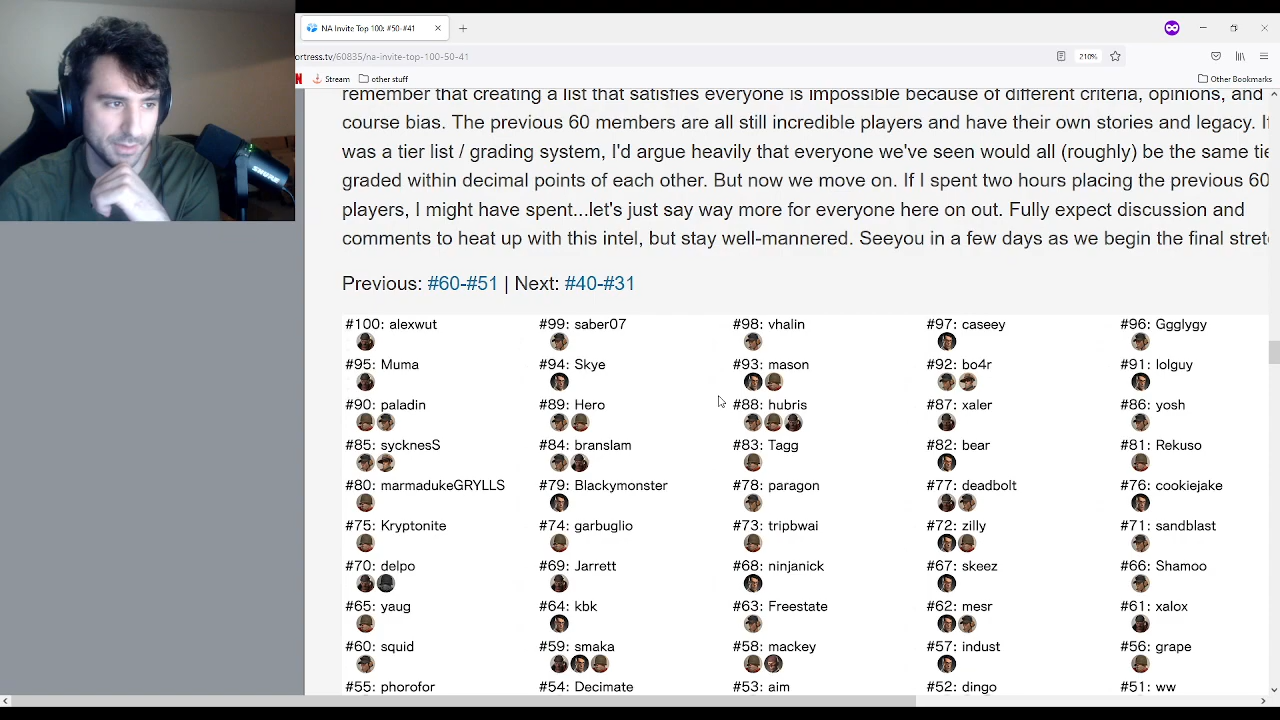 NA Invite Top 100: #50-#41
ortress.tv/60835/na-invite-top-100-50-41
210%
N Stream other stuff Other Bookmarks
remember that creating a list that satisfies everyone is impossible because of different criteria, opinions, and
course bias. The previous 60 members are all still incredible players and have their own stories and legacy. I
was a tier list / grading system, I'd argue heavily that everyone we've seen would all (roughly) be the same tie
graded within decimal points of each other. But now we move on. If I spent two hours placing the previous 60
players, I might have spent...let's just say way more for everyone here on out. Fully expect discussion and
comments to heat up with this intel, but stay well-mannered. Seeyou in a few days as we begin the final stret
Previous: #60-#51 | Next: #40-#31
#100: alexwut #99: saber07 #98: vhalin #97: caseey #96: Ggglygy
#95: Muma #94: Skye #93: mason #92: bo4r #91: lolguy
#90: paladin #89: Hero #88: hubris #87: xaler #86: yosh
#85: sycknesS #84: branslam #83: Tagg #82: bear #81: Rekuso
#80: marmadukeGRYLLS #79: Blackymonster #78: paragon #77: deadbolt #76: cookiejake
#75: Kryptonite #74: garbuglio #73: tripbwai #72: zilly #71: sandblast
#70: delpo #69: Jarrett #68: ninjanick #67: skeez #66: Shamoo
#65: yaug #64: kbk #63: Freestate #62: mesr #61: xalox
#60: squid #59: smaka #58: mackey #57: indust #56: grape
#55: phorofor #54: Decimate #53: aim #52: dingo #51: ww
SHURE